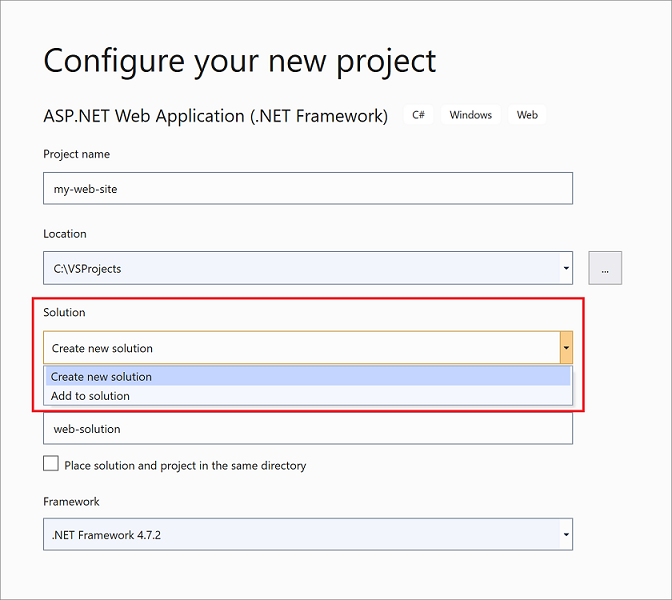 Configure your new project
ASP.NET Web Application (.NET Framework) C# Windows Web
Project name
my-web-site
Location
C:\VSProjects
...
Solution
Create new solution
Create new solution
Add to solution
web-solution
Place solution and project in the same directory
Framework
.NET Framework 4.7.2